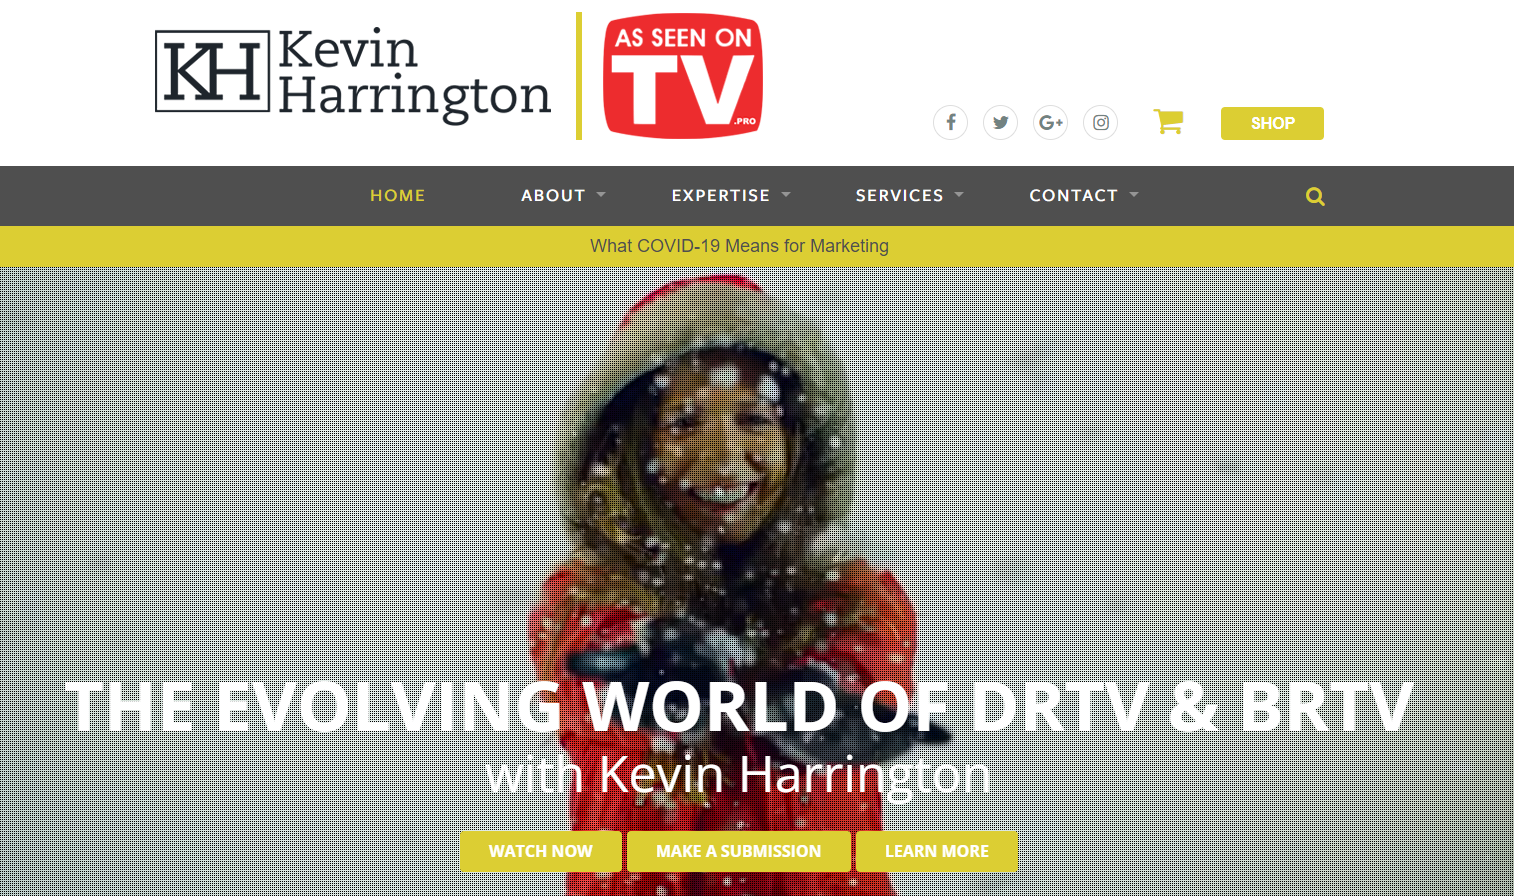 KH Kevin
Harrington
AS SEEN ON
TV
.PRO
SHOP
HOME
ABOUT
EXPERTISE
SERVICES
CONTACT
What COVID-19 Means for Marketing
THE EVOLVING WORLD OF DRTV & BRTV
with Kevin Harrington
WATCH NOW
MAKE A SUBMISSION
LEARN MORE